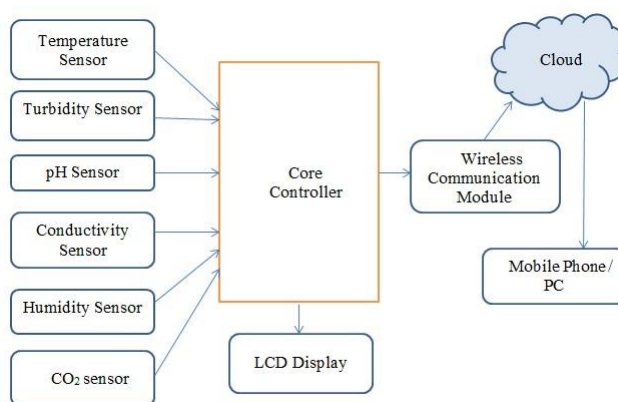 Temperature
Sensor
Turbidity Sensor
pH Sensor
Conductivity
Sensor
Humidity Sensor
CO₂ sensor
Core
Controller
LCD Display
Wireless
Communication
Module
Cloud
Mobile Phone /
PC